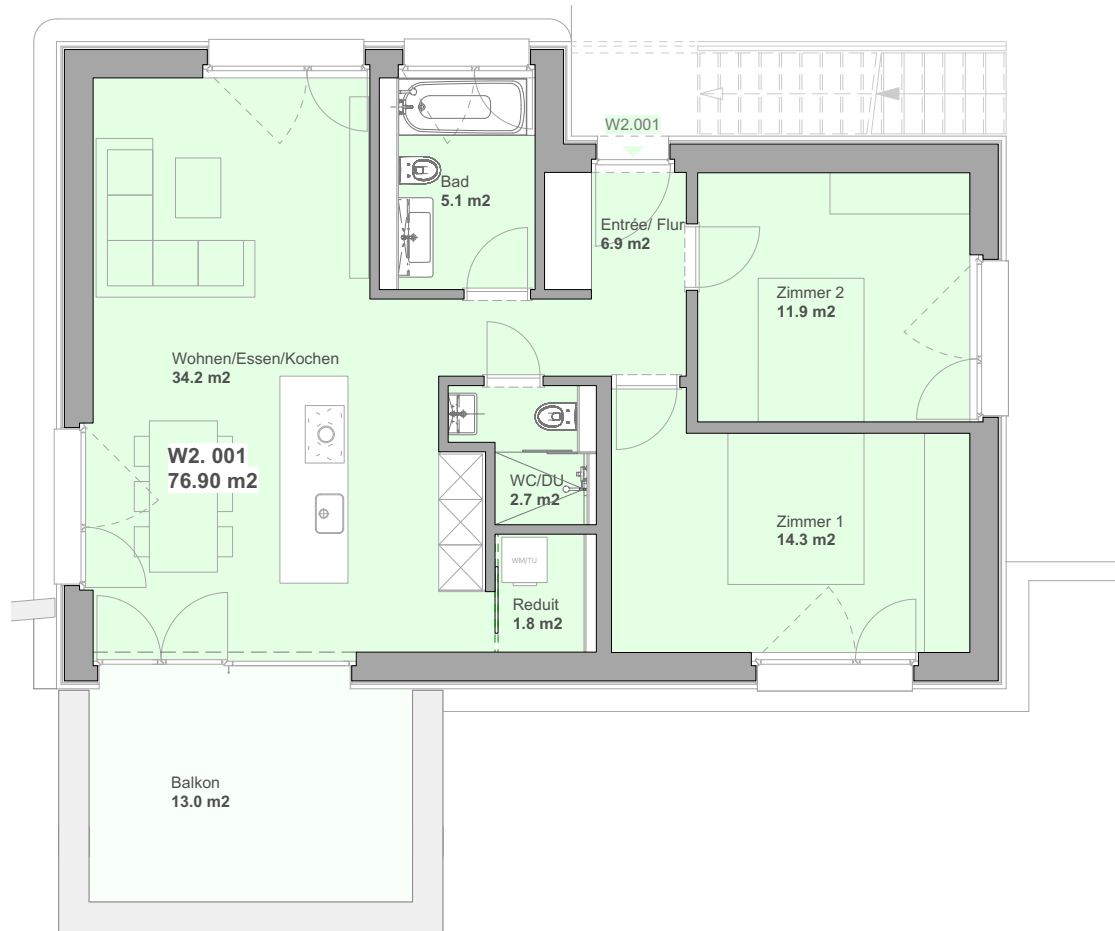 W2.001
Bad
5.1 m2
Entrée/ Flur
6.9 m2
Zimmer 2
11.9 m2
Wohnen/Essen/Kochen
34.2 m2
W2. 001
76.90 m2
WC/DU
2.7 m2
Zimmer 1
14.3 m2
WM/TU
Reduit
1.8 m2
Balkon
13.0 m2